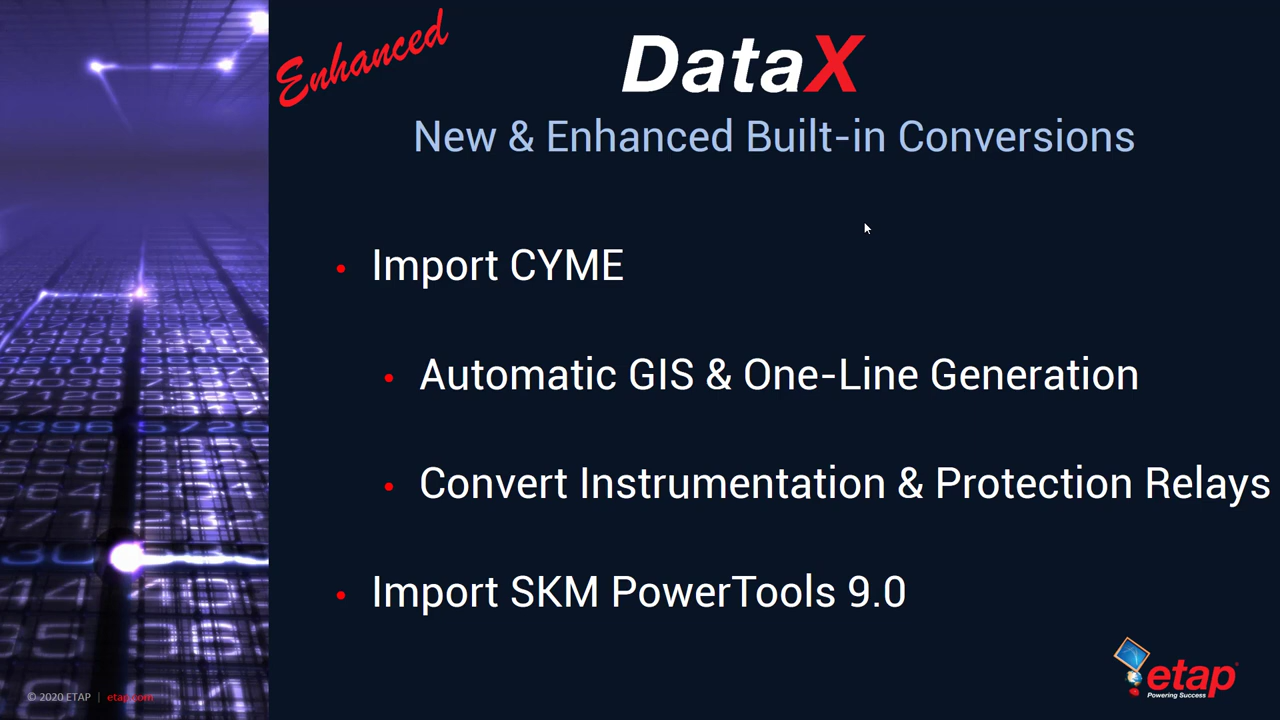 Enhanced
DataX
New & Enhanced Built-in Conversions
• Import CYME
• Automatic GIS & One-Line Generation
• Convert Instrumentation & Protection Relays
• Import SKM PowerTools 9.0
© 2020 ETAP | etap.com
etap®
Powering Success™